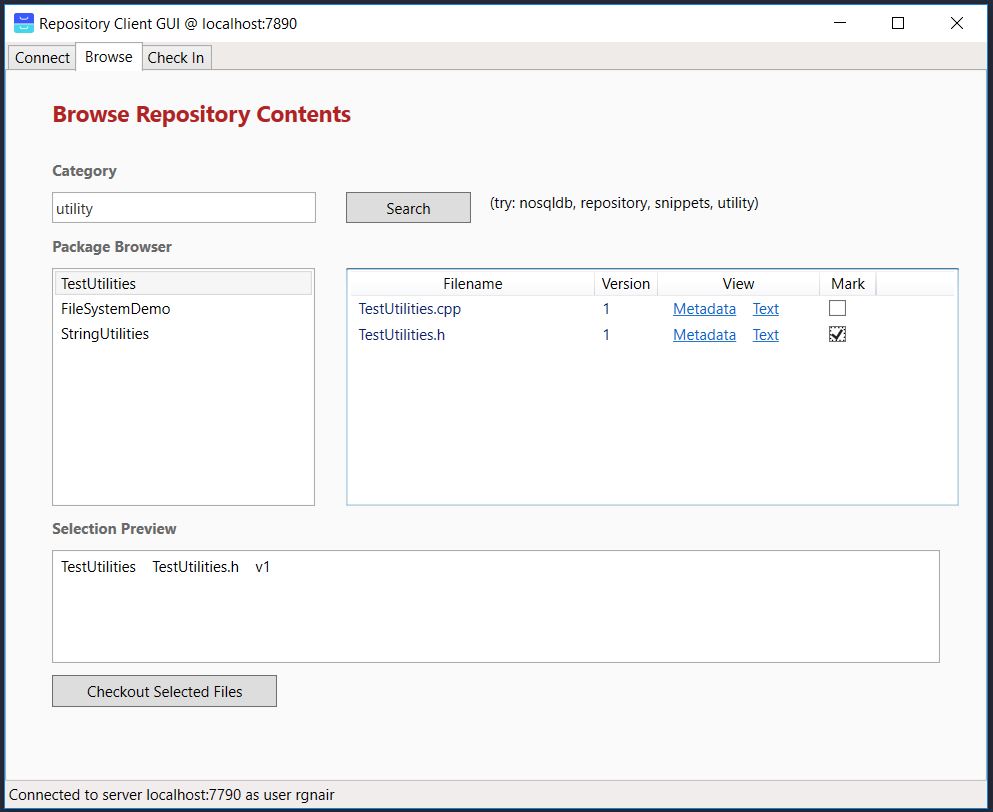 Repository Client GUI @ localhost:7890
Connect Browse Check In
Browse Repository Contents
Category
utility Search (try: nosqldb, repository, snippets, utility)
Package Browser
TestUtilities Filename Version View Mark
FileSystemDemo TestUtilities.cpp 1 Metadata Text
StringUtilities TestUtilities.h 1 Metadata Text
Selection Preview
TestUtilities TestUtilities.h v1
Checkout Selected Files
Connected to server localhost:7790 as user rgnair